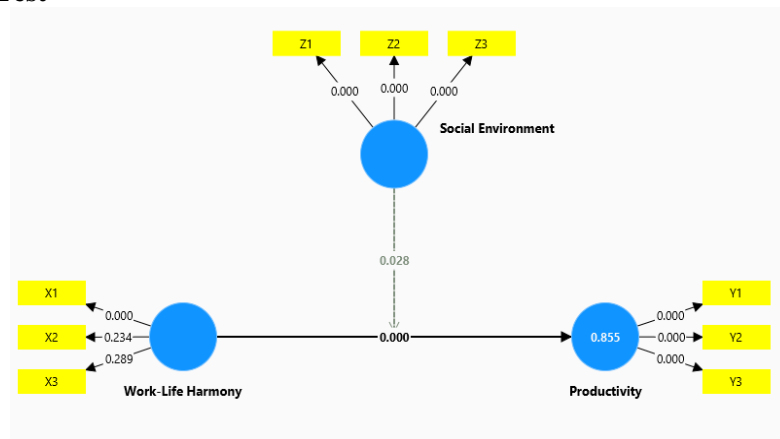 Z1 Z2 Z3
0.000 0.000 0.000
Social Environment
0.028
X1 Y1
0.000 0.000
X2 0.234 0.000 0.855 0.000 Y2
0.289 0.000
X3 Y3
Work-Life Harmony Productivity